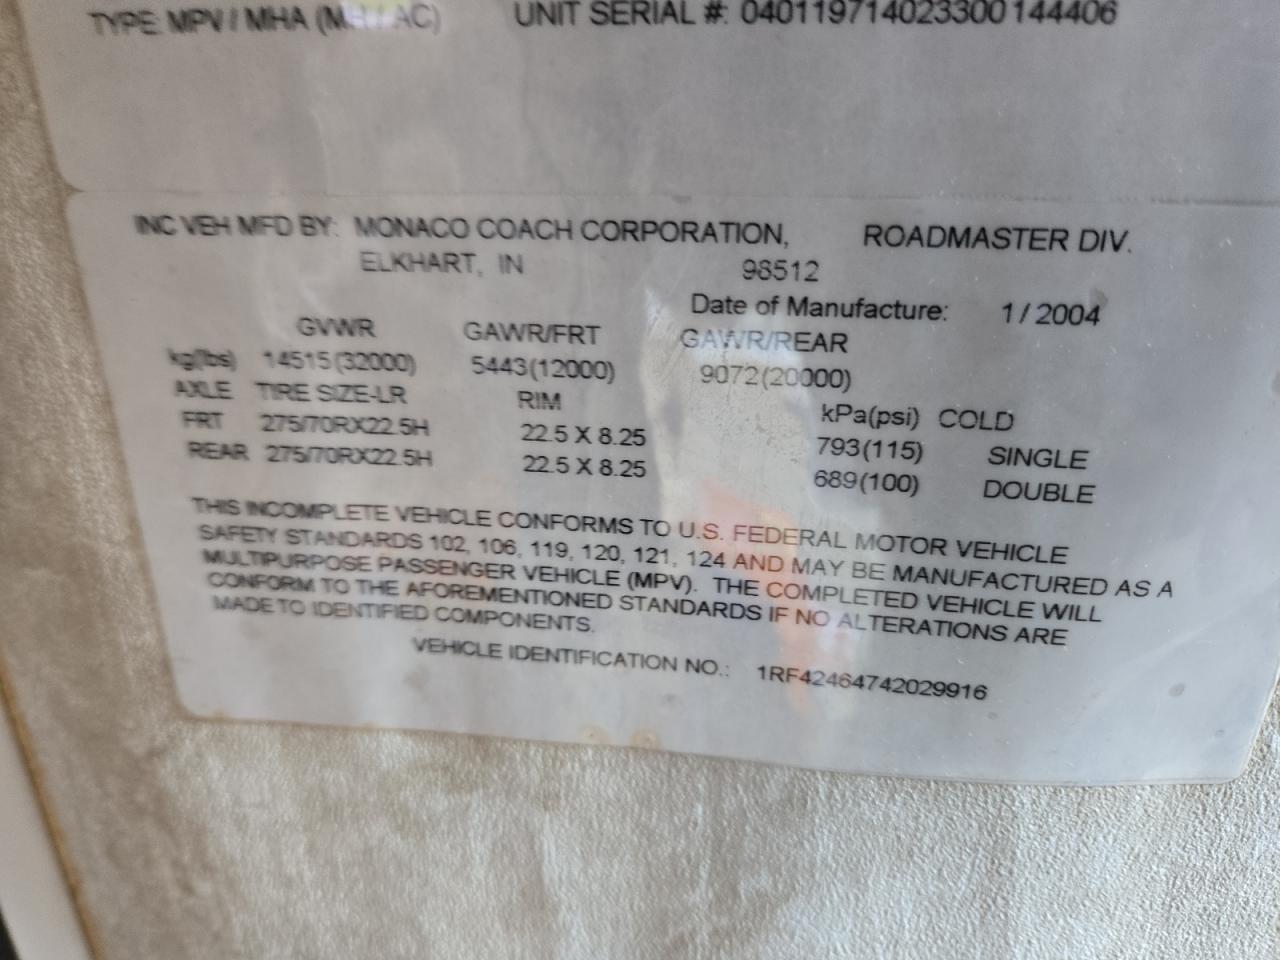 TYPE: MPV / MHA (MH / AC) UNIT SERIAL #: 040119714023300144406
INC VEH MFD BY: MONACO COACH CORPORATION, ROADMASTER DIV.
ELKHART, IN 98512
Date of Manufacture: 1 / 2004
GVWR GAWR/FRT GAWR/REAR
kg(lbs) 14515(32000) 5443(12000) 9072(20000)
AXLE TIRE SIZE-LR RIM kPa(psi) COLD
FRT 275/70RX22.5H 22.5 X 8.25 793(115) SINGLE
REAR 275/70RX22.5H 22.5 X 8.25 689(100) DOUBLE
THIS INCOMPLETE VEHICLE CONFORMS TO U.S. FEDERAL MOTOR VEHICLE
SAFETY STANDARDS 102, 106, 119, 120, 121, 124 AND MAY BE MANUFACTURED AS A
MULTIPURPOSE PASSENGER VEHICLE (MPV). THE COMPLETED VEHICLE WILL
CONFORM TO THE AFOREMENTIONED STANDARDS IF NO ALTERATIONS ARE
MADE TO IDENTIFIED COMPONENTS.
VEHICLE IDENTIFICATION NO.: 1RF42464742029916